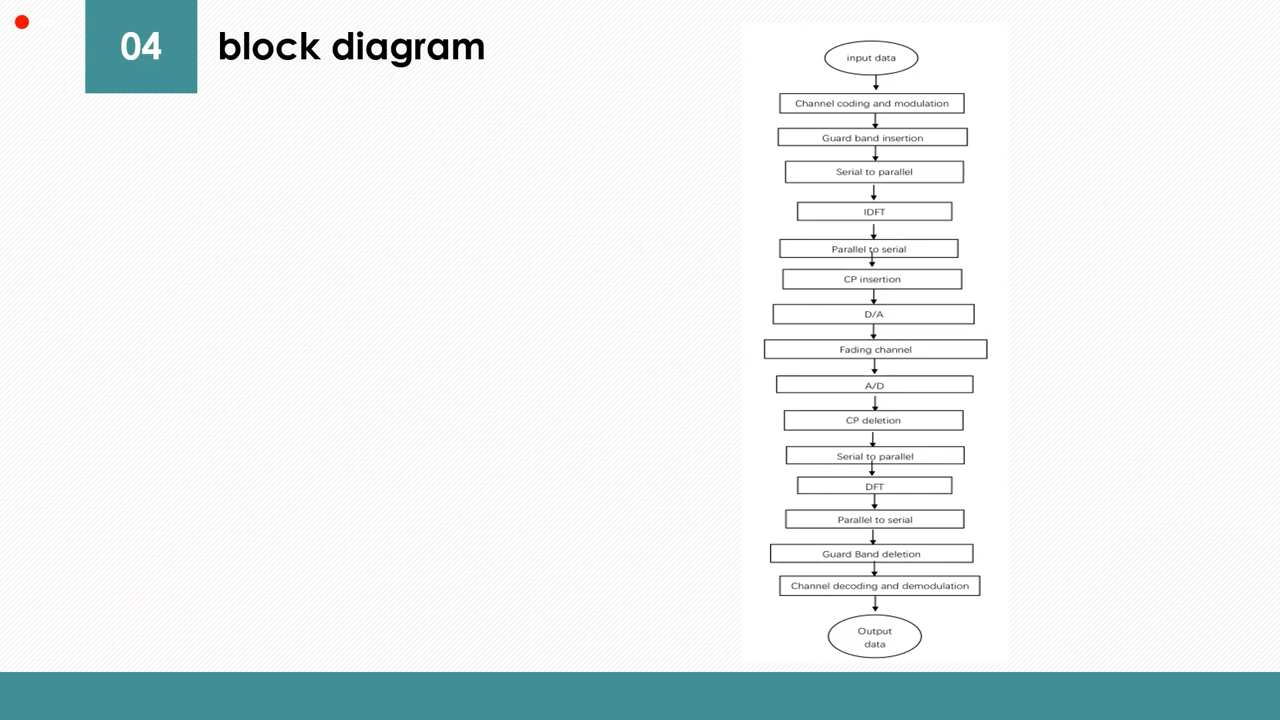 04
block diagram
input data
Channel coding and modulation
Guard band insertion
Serial to parallel
IDFT
Parallel to serial
CP insertion
D/A
Fading channel
A/D
CP deletion
Serial to parallel
DFT
Parallel to serial
Guard Band deletion
Channel decoding and demodulation
Output
data